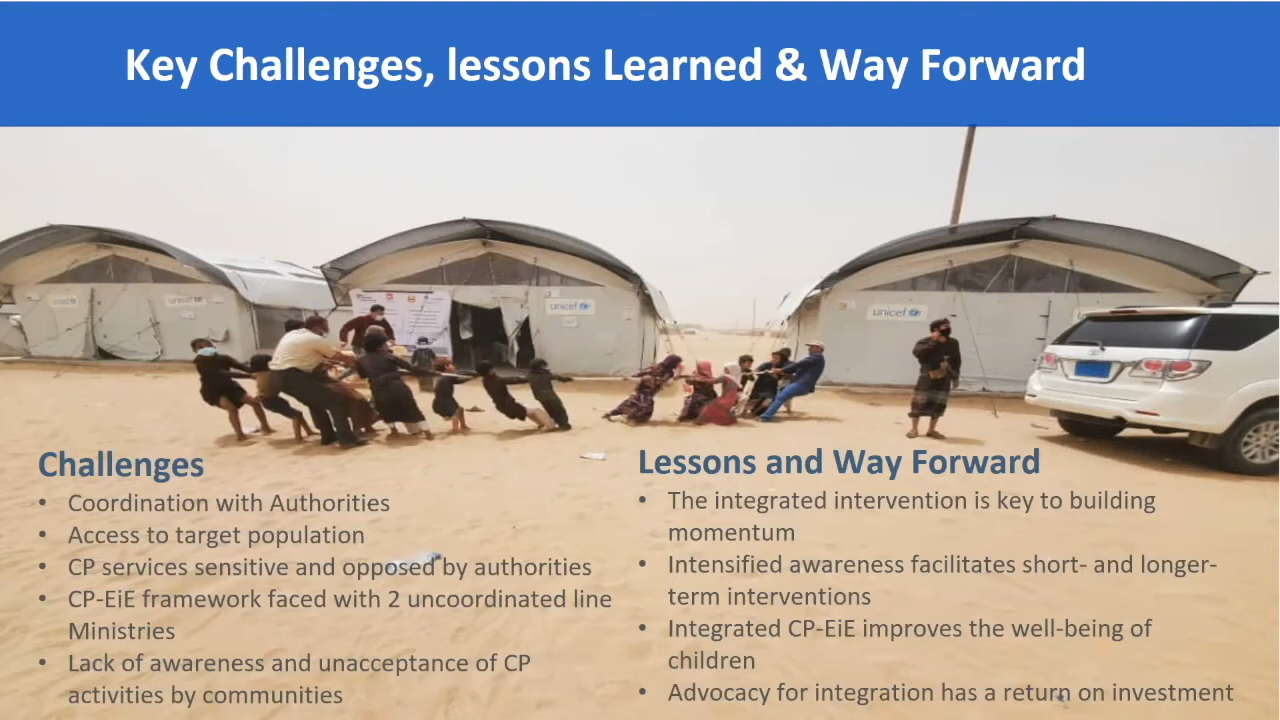 Key Challenges, lessons Learned & Way Forward
unicef
unicef
unicef
unicef
Challenges
• Coordination with Authorities
• Access to target population
• CP services sensitive and opposed by authorities
• CP-EiE framework faced with 2 uncoordinated line
Ministries
• Lack of awareness and unacceptance of CP
activities by communities
Lessons and Way Forward
• The integrated intervention is key to building
momentum
• Intensified awareness facilitates short- and longer-
term interventions
• Integrated CP-EiE improves the well-being of
children
• Advocacy for integration has a return on investment